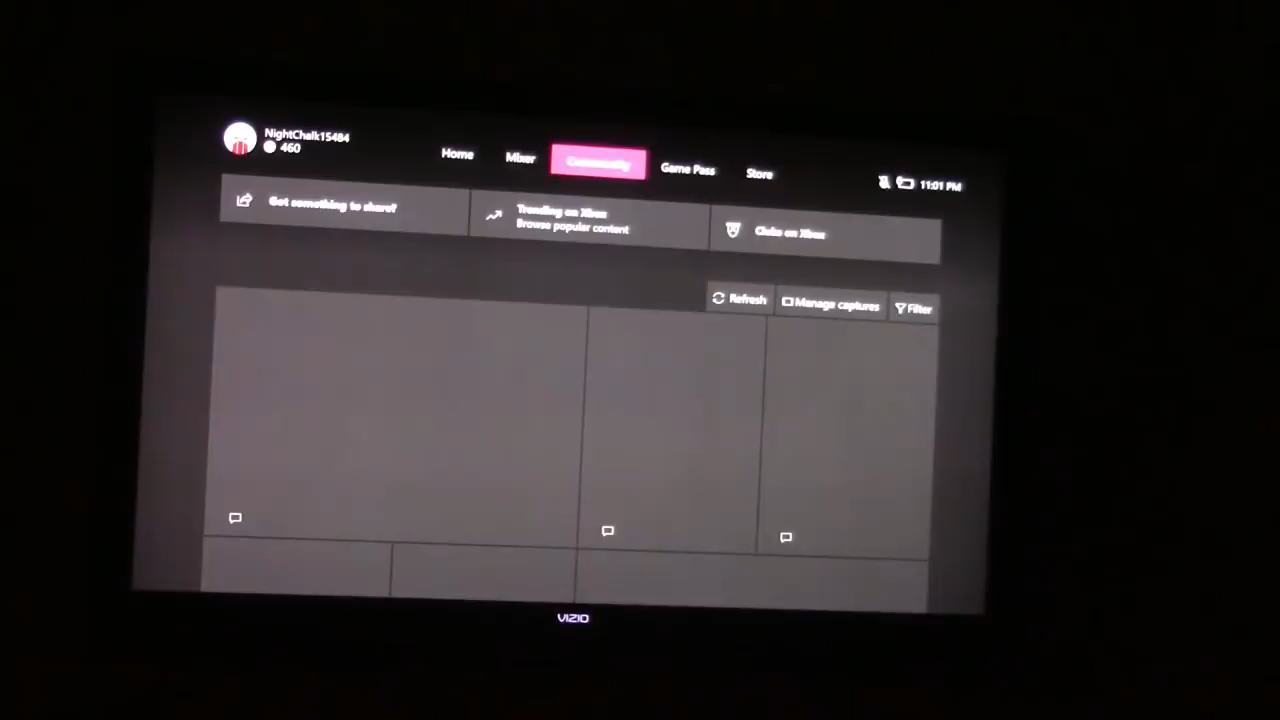 NightChalk15484
460
Home
Mixer
Community
Game Pass
Store
11:01 PM
Got something to share?
Trending on Xbox
Browse popular content
Clubs on Xbox
Refresh
Manage captures
Filter
VIZIO